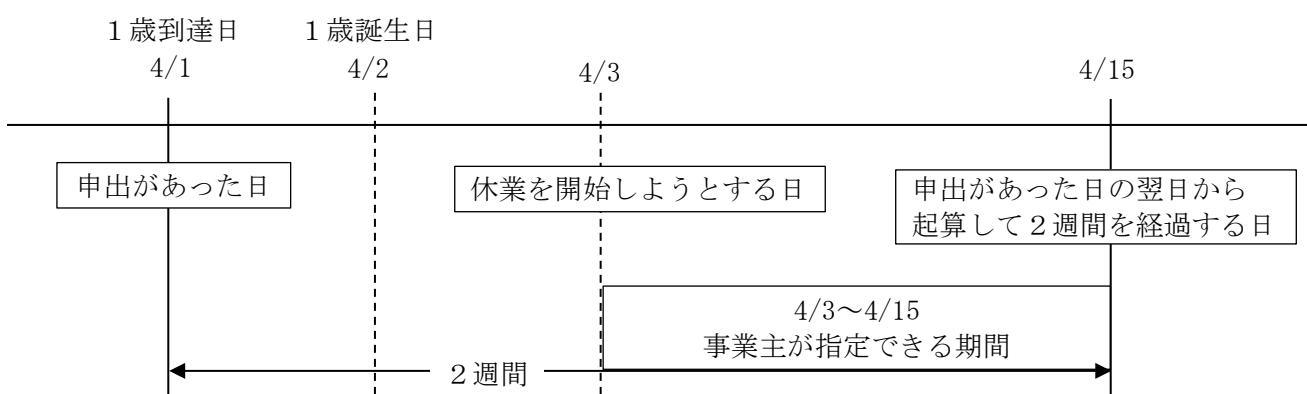 １歳到達日
4/1
１歳誕生日
4/2
4/3
4/15
申出があった日
休業を開始しようとする日
申出があった日の翌日から
起算して２週間を経過する日
4/3～4/15
事業主が指定できる期間
２週間